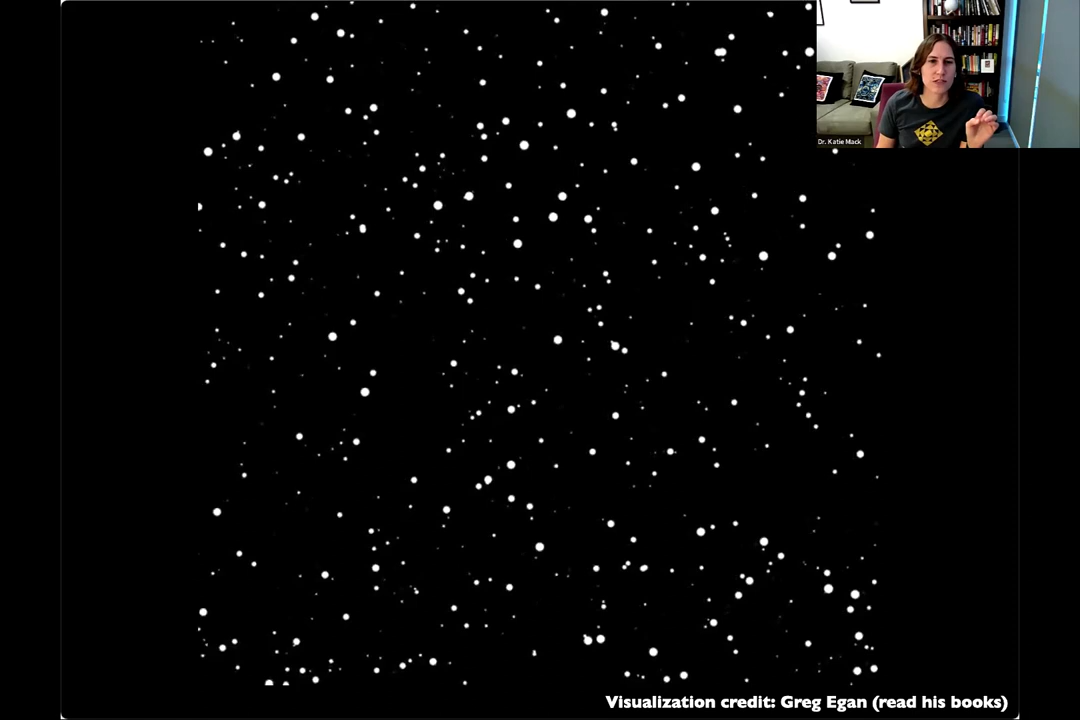 Dr. Katie Mack
Visualization credit: Greg Egan (read his books)